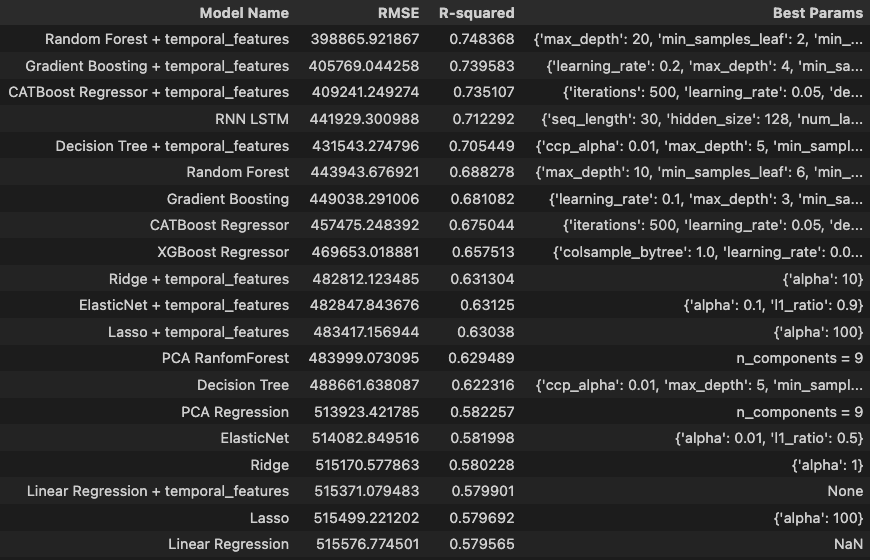 Model Name RMSE R-squared Best Params
Random Forest + temporal_features 398865.921867 0.748368 {'max_depth': 20, 'min_samples_leaf': 2, 'min_...
Gradient Boosting + temporal_features 405769.044258 0.739583 {'learning_rate': 0.2, 'max_depth': 4, 'min_sa...
CATBoost Regressor + temporal_features 409241.249274 0.735107 {'iterations': 500, 'learning_rate': 0.05, 'de...
RNN LSTM 441929.300988 0.712292 {'seq_length': 30, 'hidden_size': 128, 'num_la...
Decision Tree + temporal_features 431543.274796 0.705449 {'ccp_alpha': 0.01, 'max_depth': 5, 'min_sampl...
Random Forest 443943.676921 0.688278 {'max_depth': 10, 'min_samples_leaf': 6, 'min_...
Gradient Boosting 449038.291006 0.681082 {'learning_rate': 0.1, 'max_depth': 3, 'min_sa...
CATBoost Regressor 457475.248392 0.675044 {'iterations': 500, 'learning_rate': 0.05, 'de...
XGBoost Regressor 469653.018881 0.657513 {'colsample_bytree': 1.0, 'learning_rate': 0.0...
Ridge + temporal_features 482812.123485 0.631304 {'alpha': 10}
ElasticNet + temporal_features 482847.843676 0.63125 {'alpha': 0.1, 'l1_ratio': 0.9}
Lasso + temporal_features 483417.156944 0.63038 {'alpha': 100}
PCA RanfomForest 483999.073095 0.629489 n_components = 9
Decision Tree 488661.638087 0.622316 {'ccp_alpha': 0.01, 'max_depth': 5, 'min_sampl...
PCA Regression 513923.421785 0.582257 n_components = 9
ElasticNet 514082.849516 0.581998 {'alpha': 0.01, 'l1_ratio': 0.5}
Ridge 515170.577863 0.580228 {'alpha': 1}
Linear Regression + temporal_features 515371.079483 0.579901 None
Lasso 515499.221202 0.579692 {'alpha': 100}
Linear Regression 515576.774501 0.579565 NaN